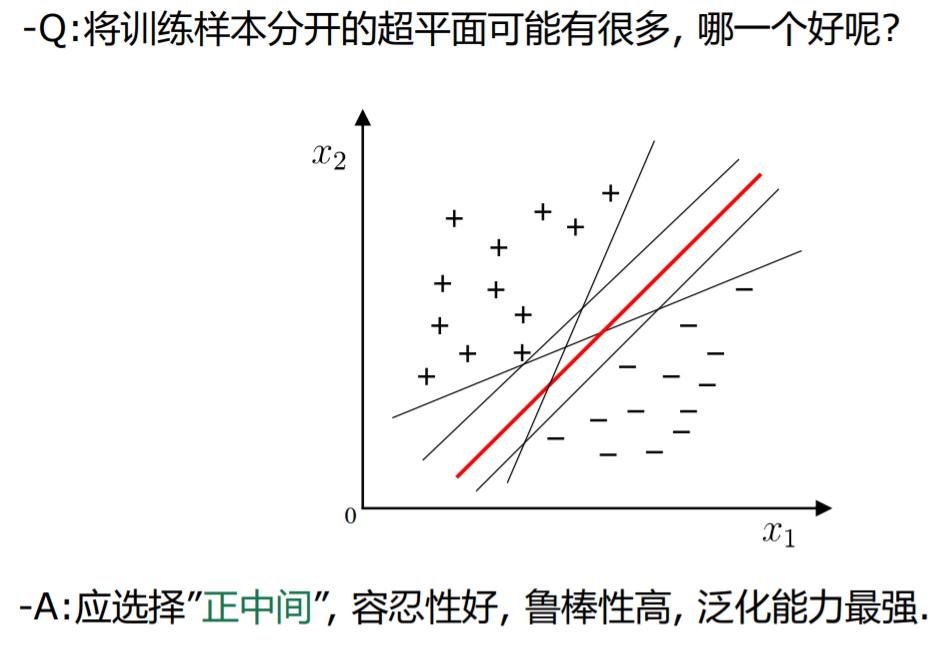 -Q:将训练样本分开的超平面可能有很多, 哪一个好呢?
x₂
0
x₁
-A:应选择"正中间", 容忍性好, 鲁棒性高, 泛化能力最强.